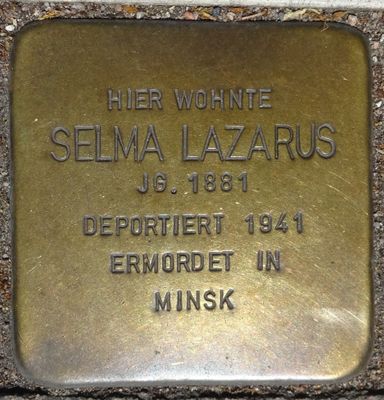 HIER WOHNTE
SELMA LAZARUS
JG. 1881
DEPORTIERT 1941
ERMORDET IN
MINSK